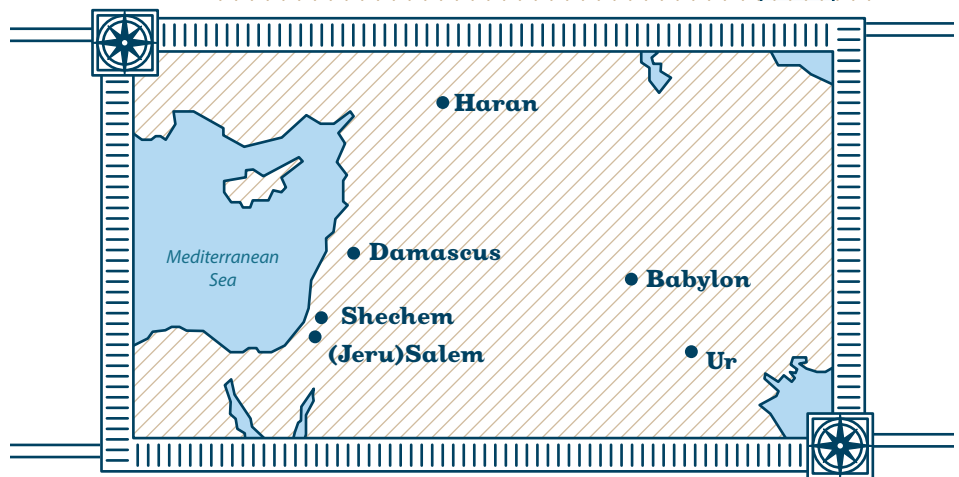 Haran
Damascus
Mediterranean
Sea
Babylon
Shechem
(Jeru)Salem
Ur